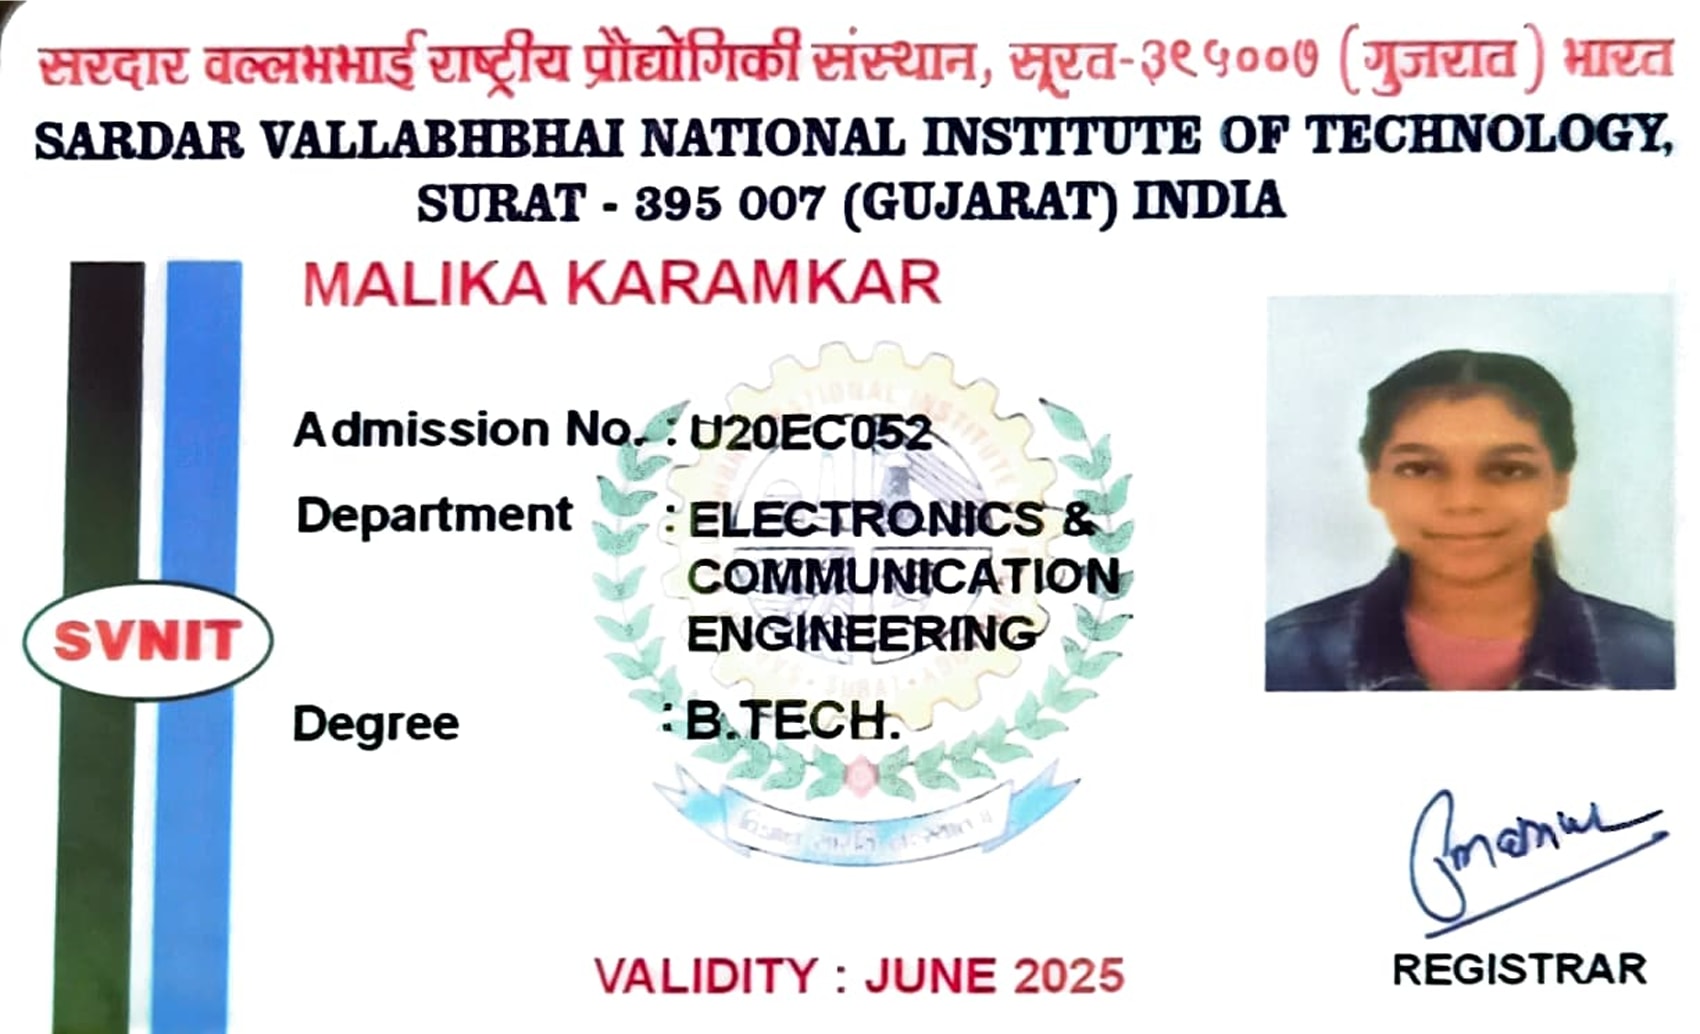 सरदार वल्लभभाई राष्ट्रीय प्रौद्योगिकी संस्थान, सूरत-३९५००७ (गुजरात) भारत
SARDAR VALLABHBHAI NATIONAL INSTITUTE OF TECHNOLOGY,
SURAT - 395 007 (GUJARAT) INDIA
MALIKA KARAMKAR
Admission No. : U20EC052
Department : ELECTRONICS &
COMMUNICATION
ENGINEERING
SVNIT
Degree : B.TECH.
REGISTRAR
VALIDITY : JUNE 2025